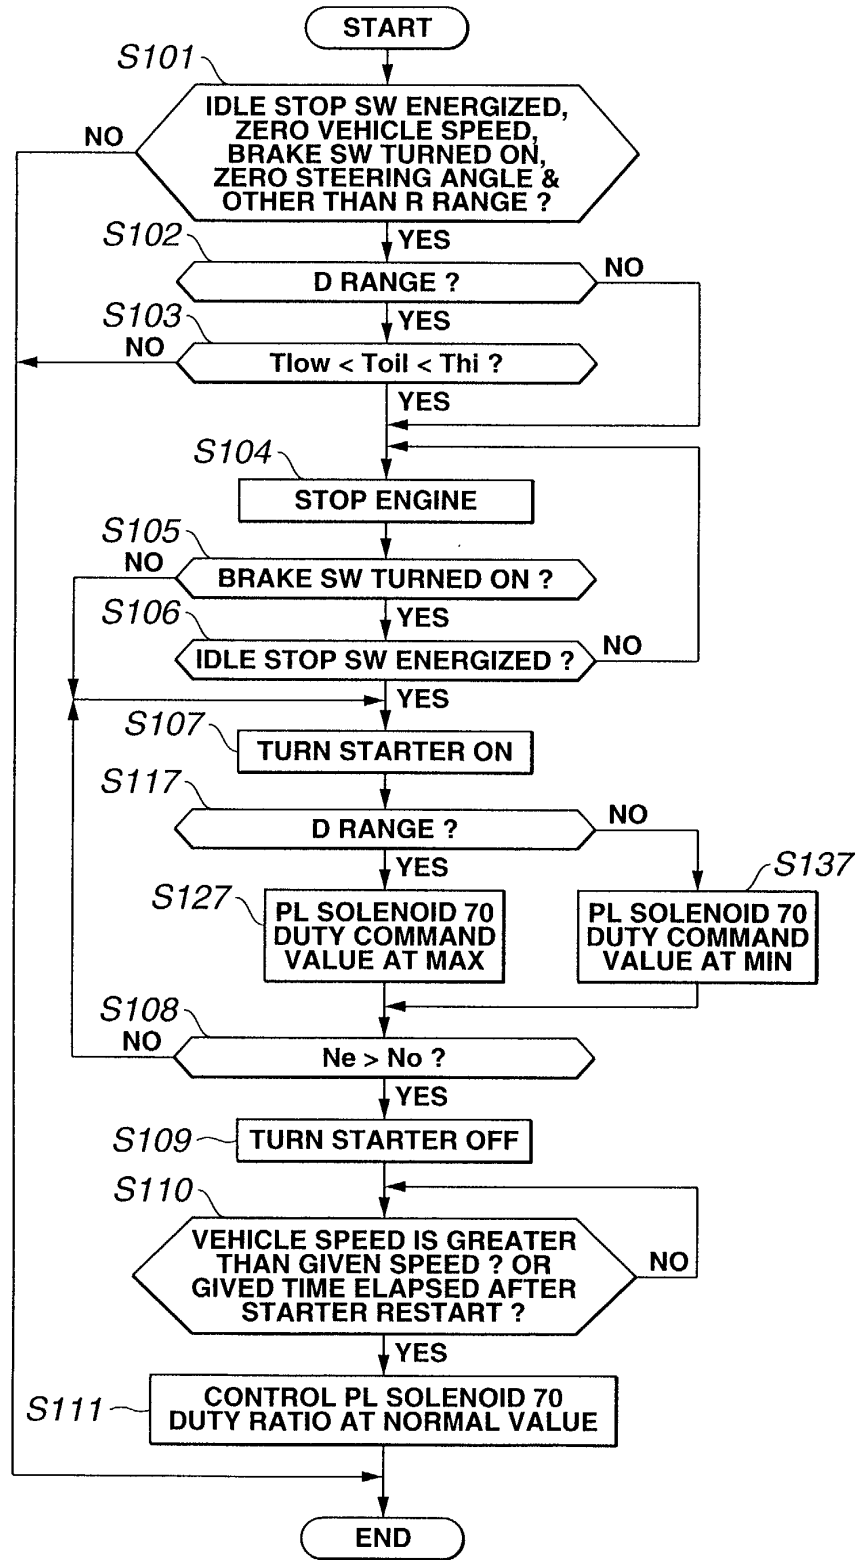 START
S101
IDLE STOP SW ENERGIZED,
ZERO VEHICLE SPEED,
BRAKE SW TURNED ON,
ZERO STEERING ANGLE &
OTHER THAN R RANGE ?
NO
YES
S102
D RANGE ?
NO
YES
S103
NO
Tlow < Toil < Thi ?
YES
S104
STOP ENGINE
S105
NO
BRAKE SW TURNED ON ?
YES
S106
IDLE STOP SW ENERGIZED ?
NO
YES
S107
TURN STARTER ON
S117
D RANGE ?
NO
YES
S127
PL SOLENOID 70
DUTY COMMAND
VALUE AT MAX
S137
PL SOLENOID 70
DUTY COMMAND
VALUE AT MIN
S108
NO
Ne > No ?
YES
S109
TURN STARTER OFF
S110
VEHICLE SPEED IS GREATER
THAN GIVEN SPEED ? OR
GIVED TIME ELAPSED AFTER
STARTER RESTART ?
NO
YES
S111
CONTROL PL SOLENOID 70
DUTY RATIO AT NORMAL VALUE
END